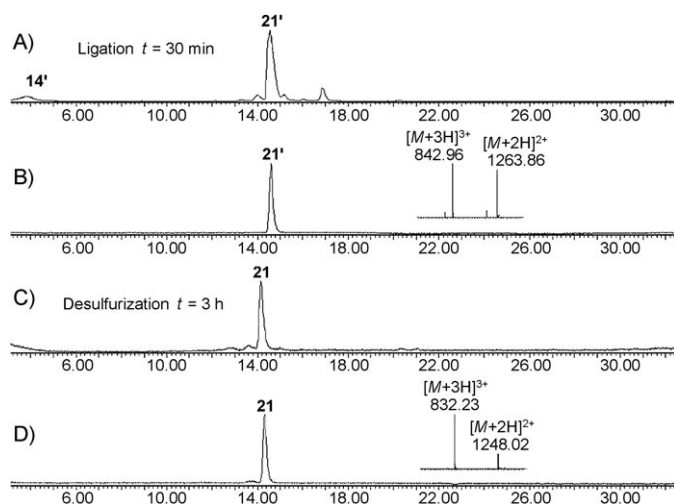 A)
Ligation t = 30 min
21'
14'
6.00 10.00 14.00 18.00 22.00 26.00 30.00
B)
21'
[M+3H]3+
842.96
[M+2H]2+
1263.86
6.00 10.00 14.00 18.00 22.00 26.00 30.00
C)
Desulfurization t = 3 h
21
6.00 10.00 14.00 18.00 22.00 26.00 30.00
D)
21
[M+3H]3+
832.23
[M+2H]2+
1248.02
6.00 10.00 14.00 18.00 22.00 26.00 30.00